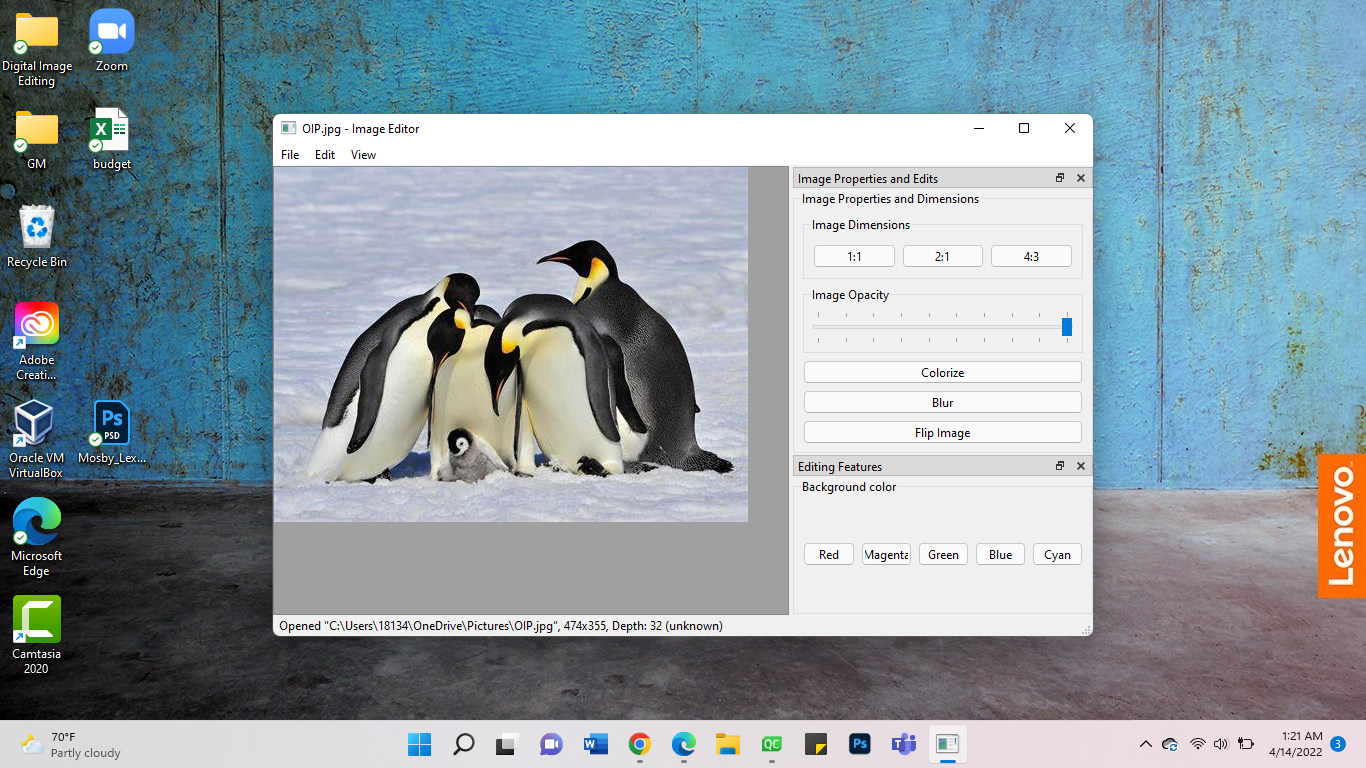 Digital Image
Editing
Zoom
GM
X
budget
Recycle Bin
Adobe
Creati...
Oracle VM
VirtualBox
Ps
PSD
Mosby_Lex...
Microsoft
Edge
Camtasia
2020
OIP.jpg - Image Editor
File Edit View
Image Properties and Edits
Image Properties and Dimensions
Image Dimensions
1:1 2:1 4:3
Image Opacity
Colorize
Blur
Flip Image
Editing Features
Background color
Red Magenta Green Blue Cyan
Opened "C:\Users\18134\OneDrive\Pictures\OIP.jpg", 474x355, Depth: 32 (unknown)
Lenovo
70°F
Partly cloudy
W
QC
Ps
T
1:21 AM
4/14/2022
3